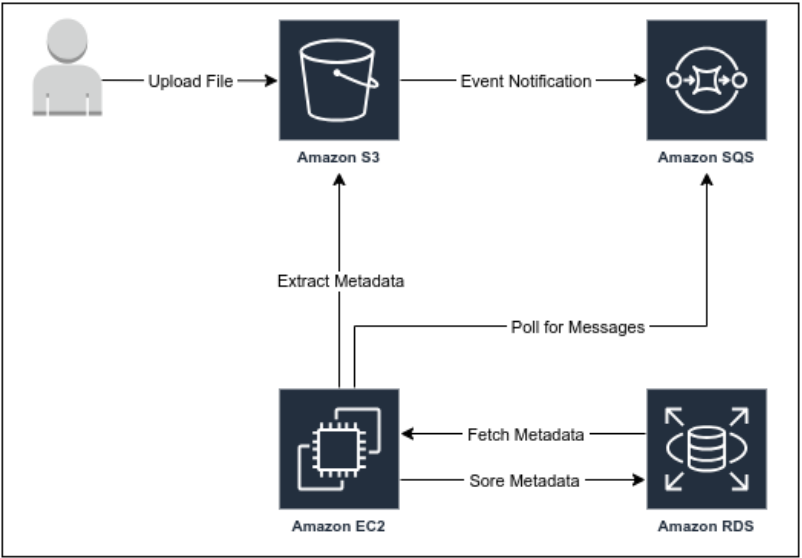 Upload File
Event Notification
Amazon S3
Amazon SQS
Extract Metadata
Poll for Messages
Fetch Metadata
Sore Metadata
Amazon EC2
Amazon RDS